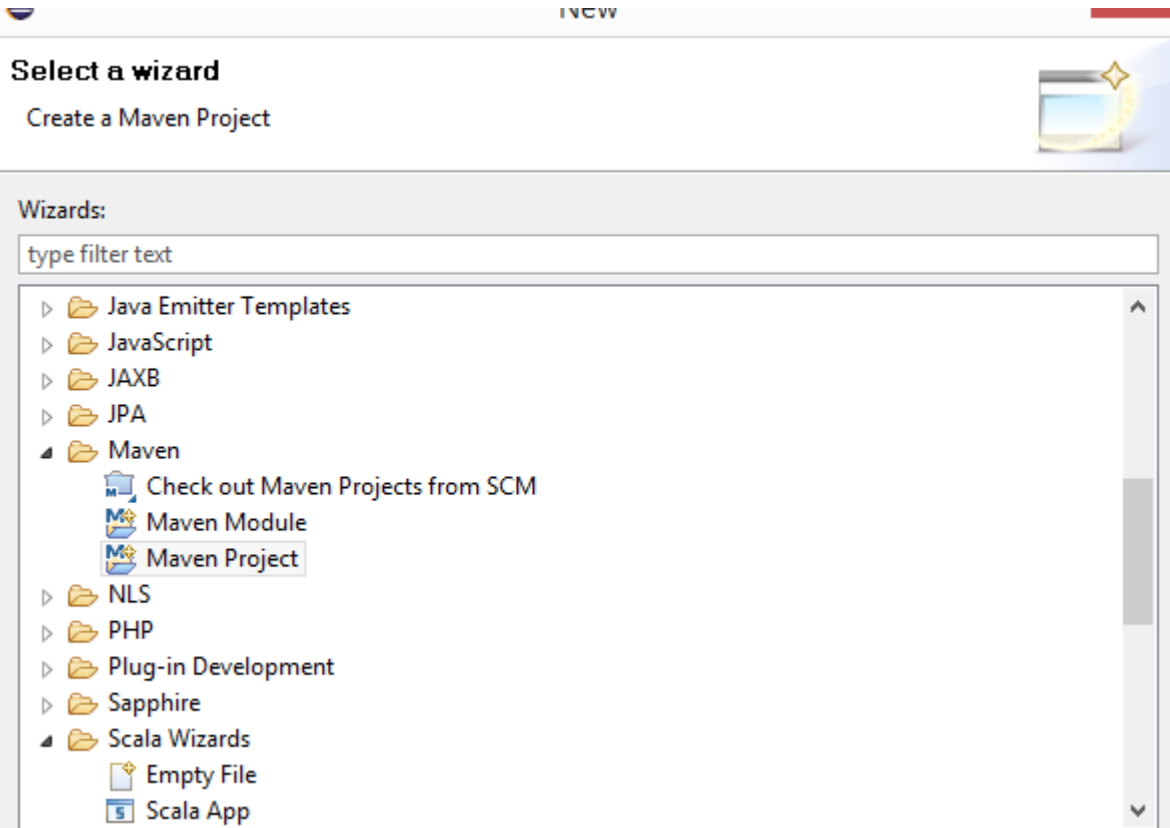 New
Select a wizard
Create a Maven Project
Wizards:
type filter text
Java Emitter Templates
JavaScript
JAXB
JPA
Maven
Check out Maven Projects from SCM
Maven Module
Maven Project
NLS
PHP
Plug-in Development
Sapphire
Scala Wizards
Empty File
Scala App